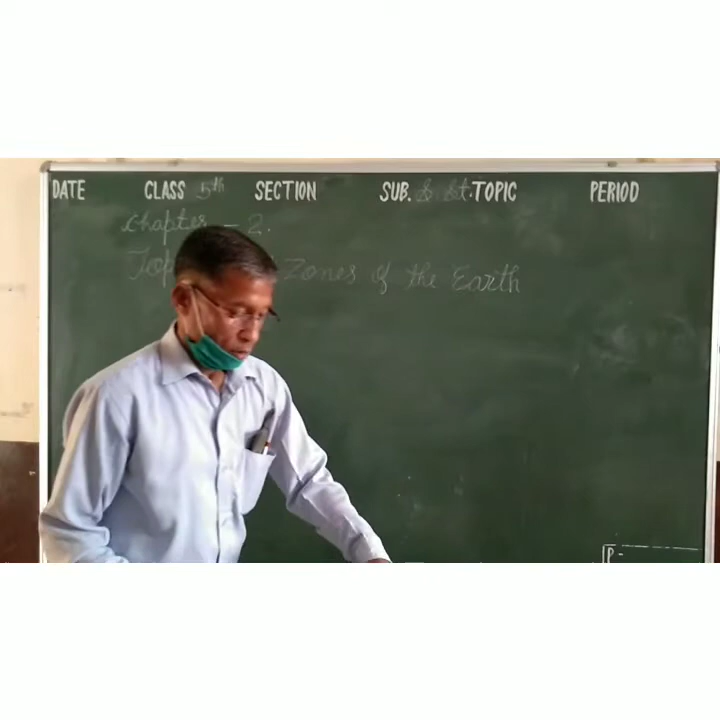 DATE CLASS 5th SECTION SUB. S. St. TOPIC PERIOD
Chapter - 2.
Zones of the Earth
P -